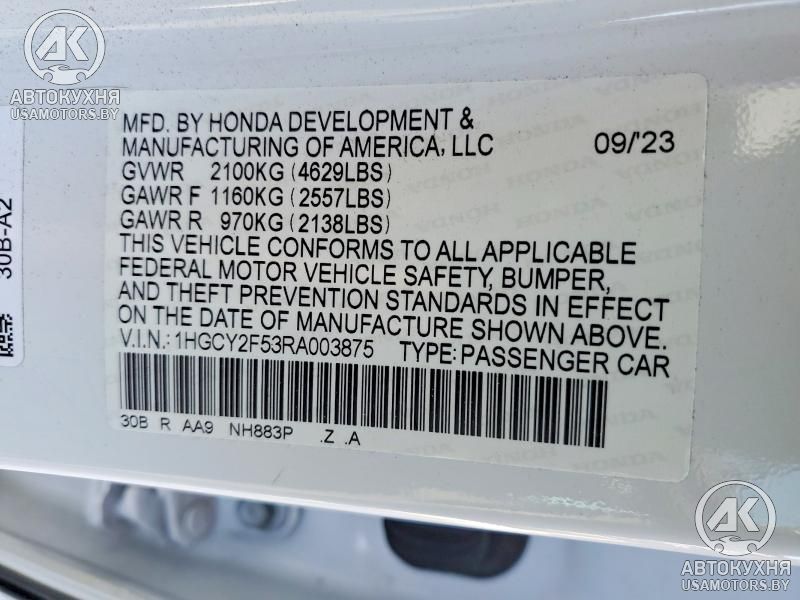 АК
АВТОКУХНЯ
USAMOTORS.BY
30B-A2
MFD. BY HONDA DEVELOPMENT &
MANUFACTURING OF AMERICA, LLC 09/'23
GVWR 2100KG (4629LBS)
GAWR F 1160KG (2557LBS)
GAWR R 970KG (2138LBS)
THIS VEHICLE CONFORMS TO ALL APPLICABLE
FEDERAL MOTOR VEHICLE SAFETY, BUMPER,
AND THEFT PREVENTION STANDARDS IN EFFECT
ON THE DATE OF MANUFACTURE SHOWN ABOVE.
V.I.N.: 1HGCY2F53RA003875 TYPE: PASSENGER CAR
30B R AA9 NH883P .Z .A
АК
АВТОКУХНЯ
USAMOTORS.BY